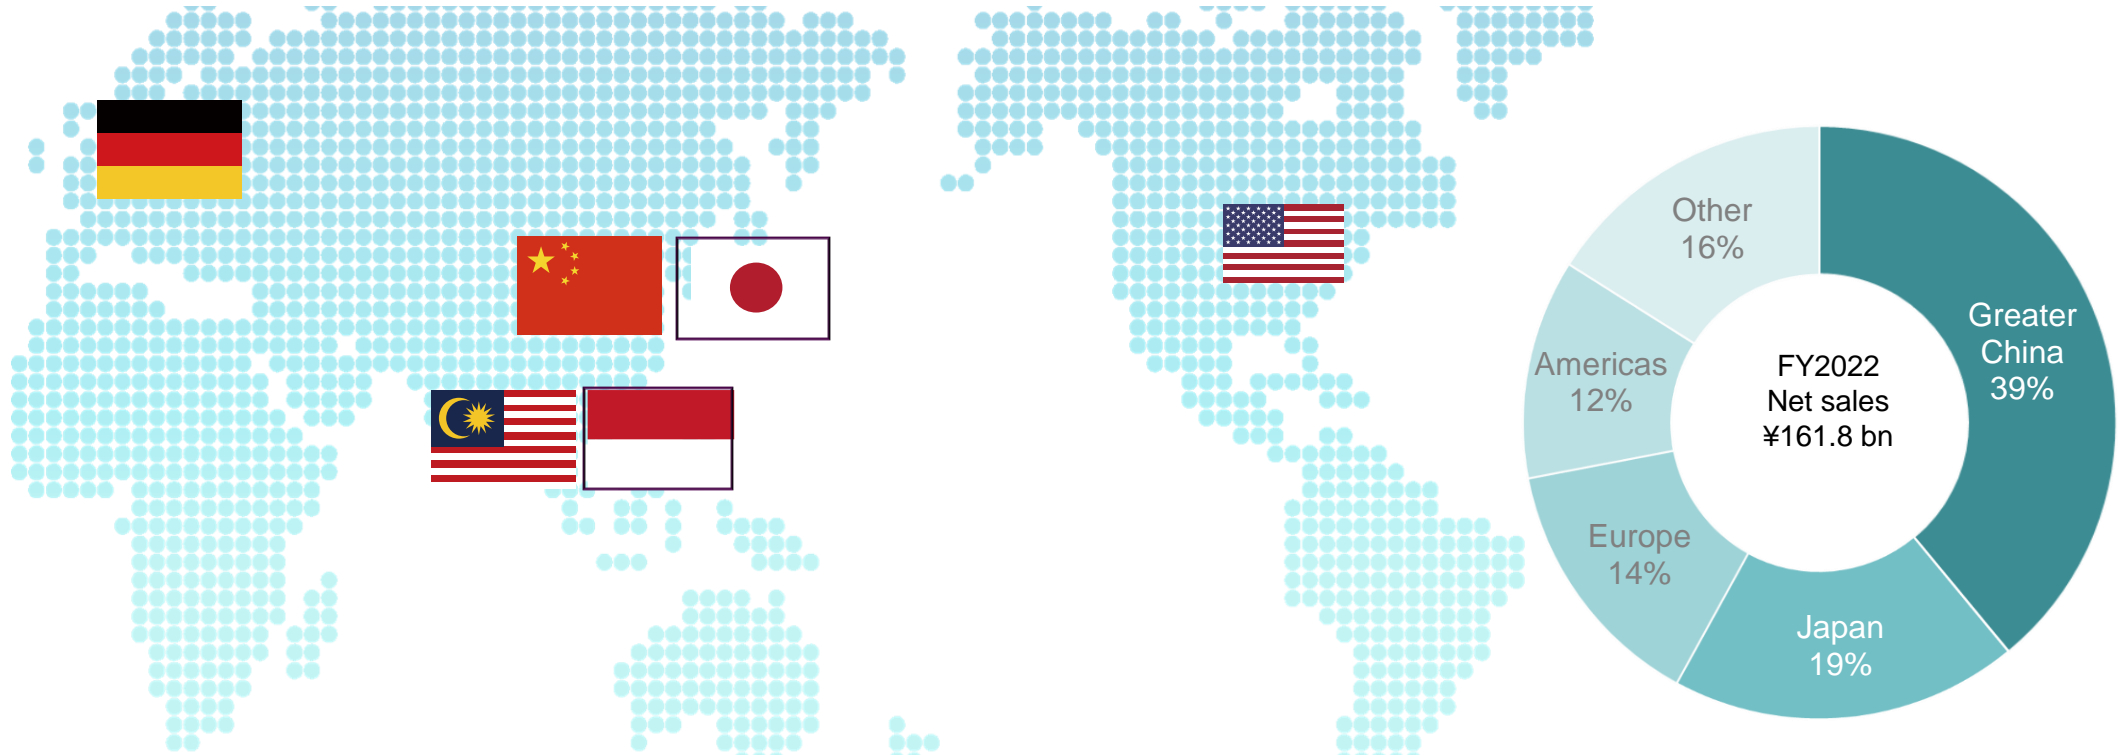 Other
16%
Greater
China
39%
Americas
12%
FY2022
Net sales
¥161.8 bn
Europe
14%
Japan
19%